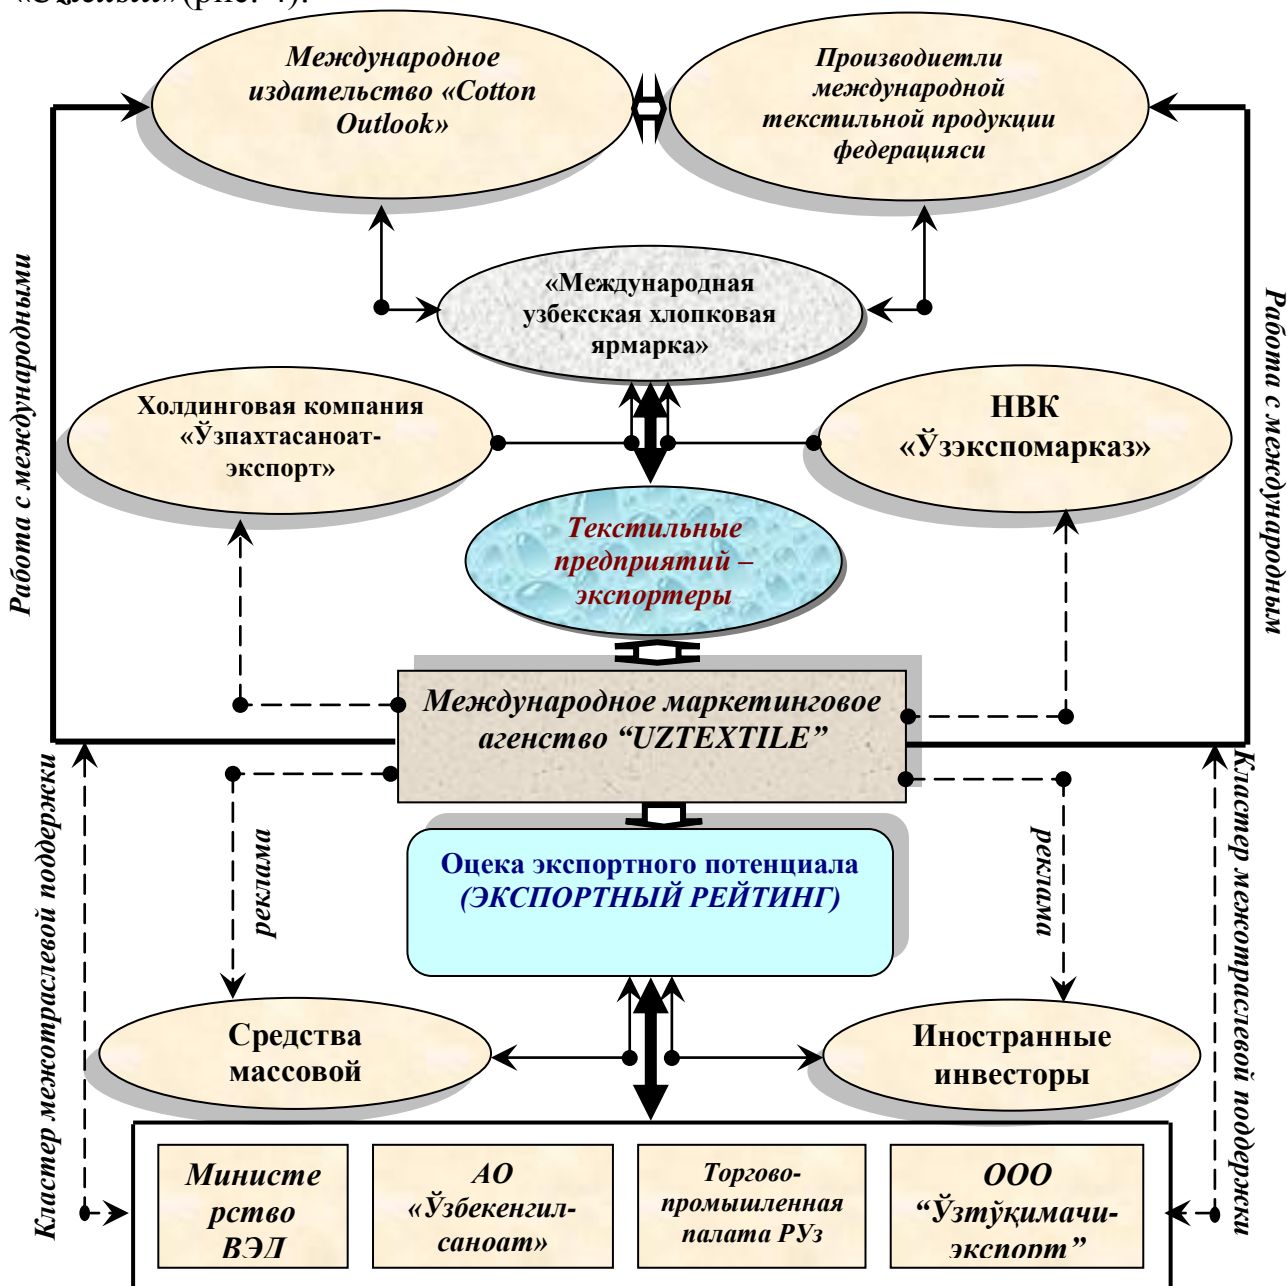 (рис. 4).
Международное
издательство «Cotton
Outlook»
Производиетли
международной
текстильной продукции
федерацияси
Работа с международными
Работа с международным
«Международная
узбекская хлопковая
ярмарка»
Холдинговая компания
«Ўзпахтасаноат-
экспорт»
НВК
«Ўзэкспомарказ»
Текстильные
предприятий –
экспортеры
Международное маркетинговое
агенство “UZTEXTILE”
Кластер межотраслевой поддержки
реклама
Оцека экспортного потенциала
(ЭКСПОРТНЫЙ РЕЙТИНГ)
реклама
Кластер межотраслевой поддержки
Средства
массовой
Иностранные
инвесторы
Министе
рство
ВЭД
АО
«Ўзбекенгил-
саноат»
Торгово-
промышленная
палата РУз
ООО
“Ўзтўқимачи-
экспорт”